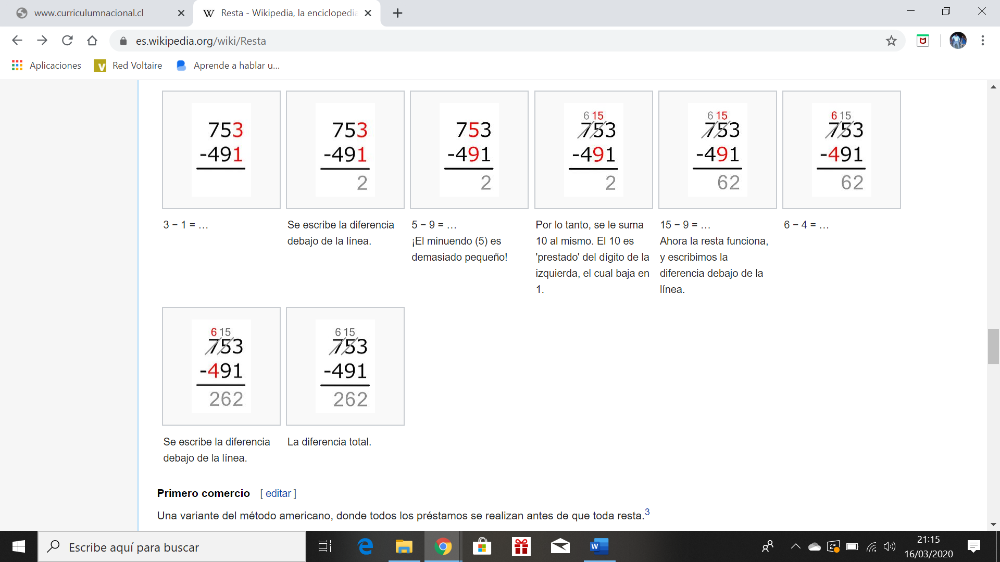 www.curriculumnacional.cl
Resta - Wikipedia, la enciclopedia
es.wikipedia.org/wiki/Resta
Aplicaciones
Red Voltaire
Aprende a hablar u...
753
-491
753
-491
2
753
-491
2
6 15
753
-491
2
6 15
753
-491
62
6 15
753
-491
62
3 − 1 = …
Se escribe la diferencia
debajo de la línea.
5 − 9 = …
¡El minuendo (5) es
demasiado pequeño!
Por lo tanto, se le suma
10 al mismo. El 10 es
'prestado' del dígito de la
izquierda, el cual baja en
1.
15 − 9 = …
Ahora la resta funciona,
y escribimos la
diferencia debajo de la
línea.
6 − 4 = …
6 15
753
-491
262
6 15
753
-491
262
Se escribe la diferencia
debajo de la línea.
La diferencia total.
Primero comercio [ editar ]
Una variante del método americano, donde todos los préstamos se realizan antes de que toda resta.3
Escribe aquí para buscar
21:15
16/03/2020